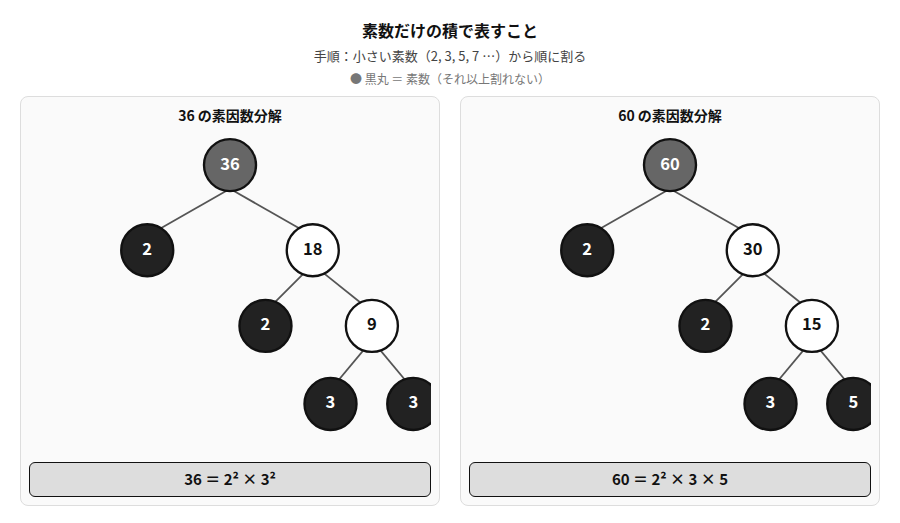 素数だけの積で表すこと
手順：小さい素数（2, 3, 5, 7 …）から順に割る
● 黒丸 ＝ 素数（それ以上割れない）
36 の素因数分解
36
2
18
2
9
3
3
36 ＝ 2² × 3²
60 の素因数分解
60
2
30
2
15
3
5
60 ＝ 2² × 3 × 5